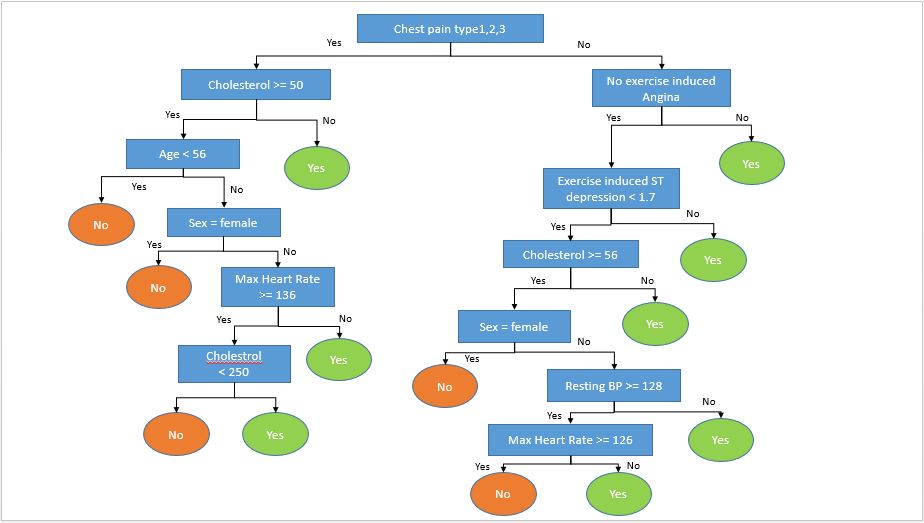 Chest pain type1,2,3
Yes
No
Cholesterol >= 50
No exercise induced
Angina
Yes
No
Yes
No
Age < 56
Yes
Yes
Yes
No
Exercise induced ST
depression < 1.7
No
Sex = female
Yes
No
Yes
No
Cholesterol >= 56
Yes
No
Max Heart Rate
>= 136
Yes
No
Yes
No
Sex = female
Yes
Cholestrol
< 250
Yes
Yes
No
No
Resting BP >= 128
Yes
No
No
Yes
Max Heart Rate >= 126
Yes
Yes
No
No
Yes